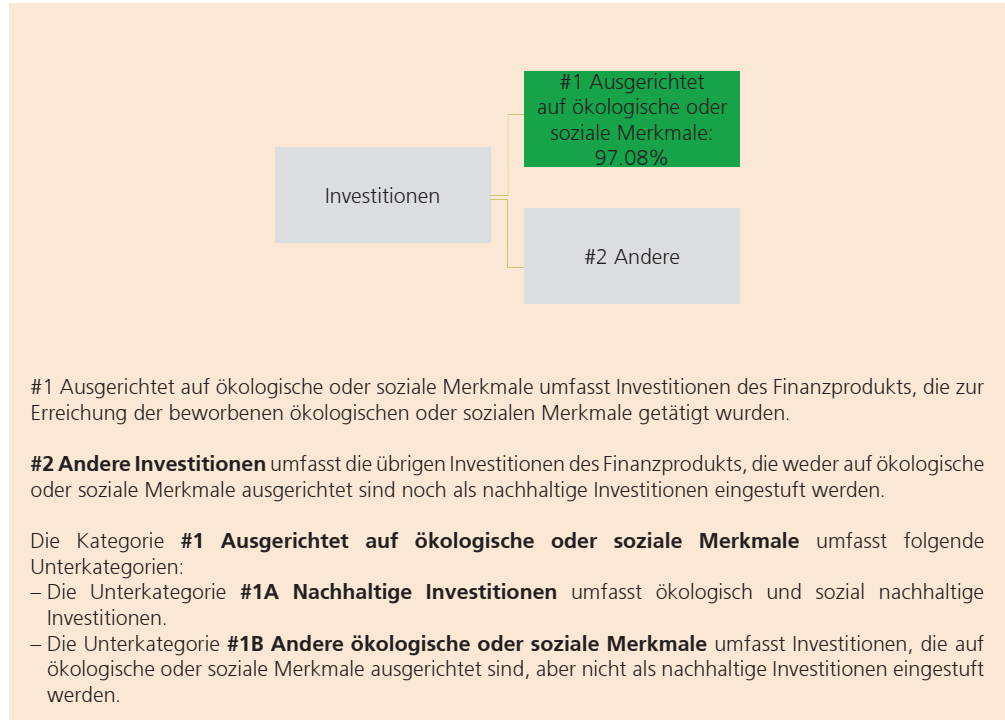 #1 Ausgerichtet
auf ökologische oder
soziale Merkmale:
97.08%
Investitionen
#2 Andere
#1 Ausgerichtet auf ökologische oder soziale Merkmale umfasst Investitionen des Finanzprodukts, die zur
Erreichung der beworbenen ökologischen oder sozialen Merkmale getätigt wurden.
#2 Andere Investitionen umfasst die übrigen Investitionen des Finanzprodukts, die weder auf ökologische
oder soziale Merkmale ausgerichtet sind noch als nachhaltige Investitionen eingestuft werden.
Die Kategorie #1 Ausgerichtet auf ökologische oder soziale Merkmale umfasst folgende
Unterkategorien:
– Die Unterkategorie #1A Nachhaltige Investitionen umfasst ökologisch und sozial nachhaltige
Investitionen.
– Die Unterkategorie #1B Andere ökologische oder soziale Merkmale umfasst Investitionen, die auf
ökologische oder soziale Merkmale ausgerichtet sind, aber nicht als nachhaltige Investitionen eingestuft
werden.